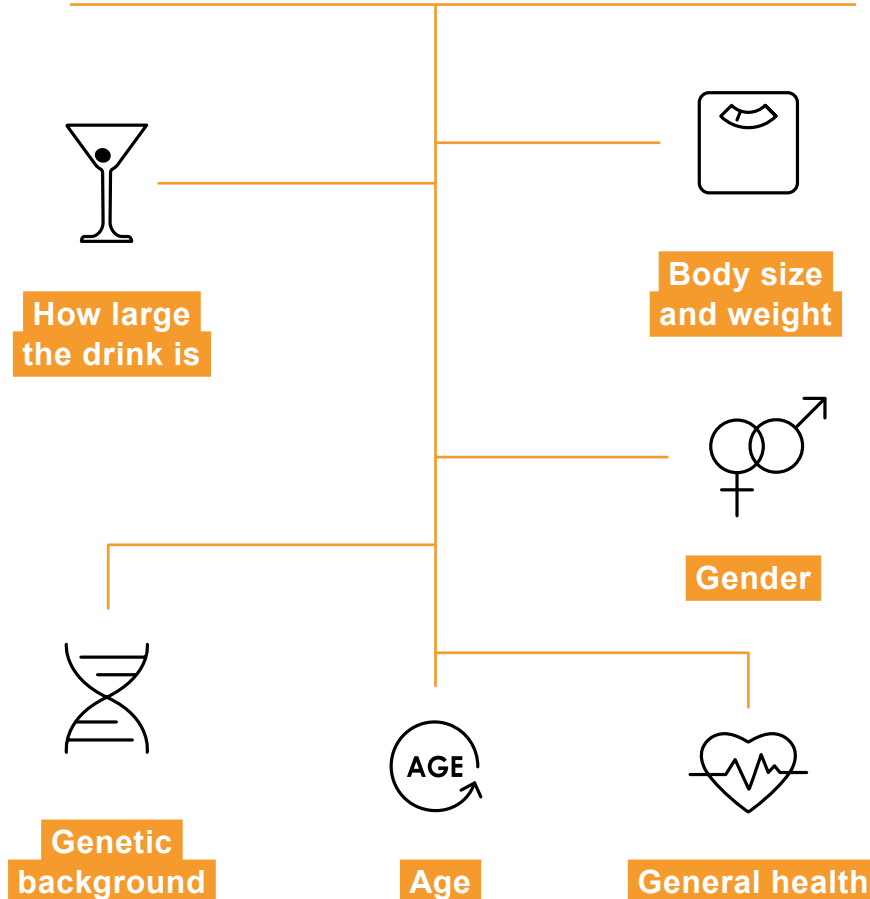 How large
the drink is
Body size
and weight
Gender
Genetic
background
AGE
Age
General health